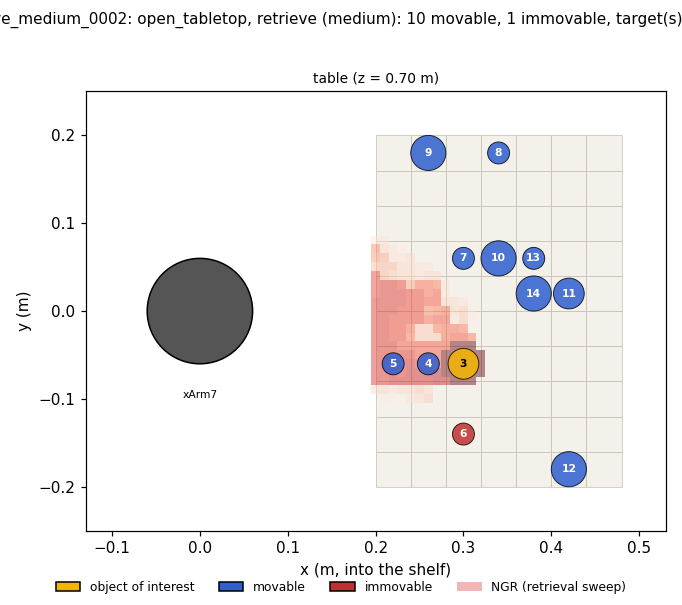 e_medium_0002: open_tabletop, retrieve (medium): 10 movable, 1 immovable, target(s)
table (z = 0.70 m)
0.2
0.1
0.0
−0.1
−0.2
y (m)
9
8
7
10
13
14
11
5
4
3
6
12
xArm7
−0.1
0.0
0.1
0.2
0.3
0.4
0.5
x (m, into the shelf)
object of interest
movable
immovable
NGR (retrieval sweep)